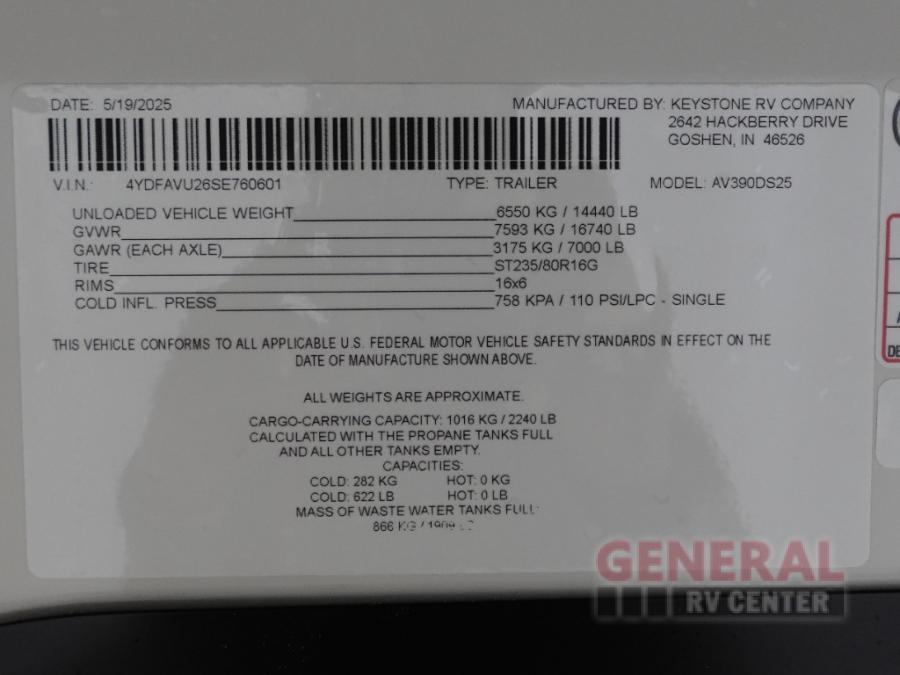 DATE: 5/19/2025
MANUFACTURED BY: KEYSTONE RV COMPANY
2642 HACKBERRY DRIVE
GOSHEN, IN 46526
V.I.N.: 4YDFAVU26SE760601 TYPE: TRAILER MODEL: AV390DS25
UNLOADED VEHICLE WEIGHT 6550 KG / 14440 LB
GVWR 7593 KG / 16740 LB
GAWR (EACH AXLE) 3175 KG / 7000 LB
TIRE ST235/80R16G
RIMS 16x6
COLD INFL. PRESS 758 KPA / 110 PSI/LPC - SINGLE
THIS VEHICLE CONFORMS TO ALL APPLICABLE U.S. FEDERAL MOTOR VEHICLE SAFETY STANDARDS IN EFFECT ON THE
DATE OF MANUFACTURE SHOWN ABOVE.
ALL WEIGHTS ARE APPROXIMATE.
CARGO-CARRYING CAPACITY: 1016 KG / 2240 LB
CALCULATED WITH THE PROPANE TANKS FULL
AND ALL OTHER TANKS EMPTY.
CAPACITIES:
COLD: 282 KG HOT: 0 KG
COLD: 622 LB HOT: 0 LB
MASS OF WASTE WATER TANKS FULL:
866 KG / 1909
GENERAL
RV CENTER